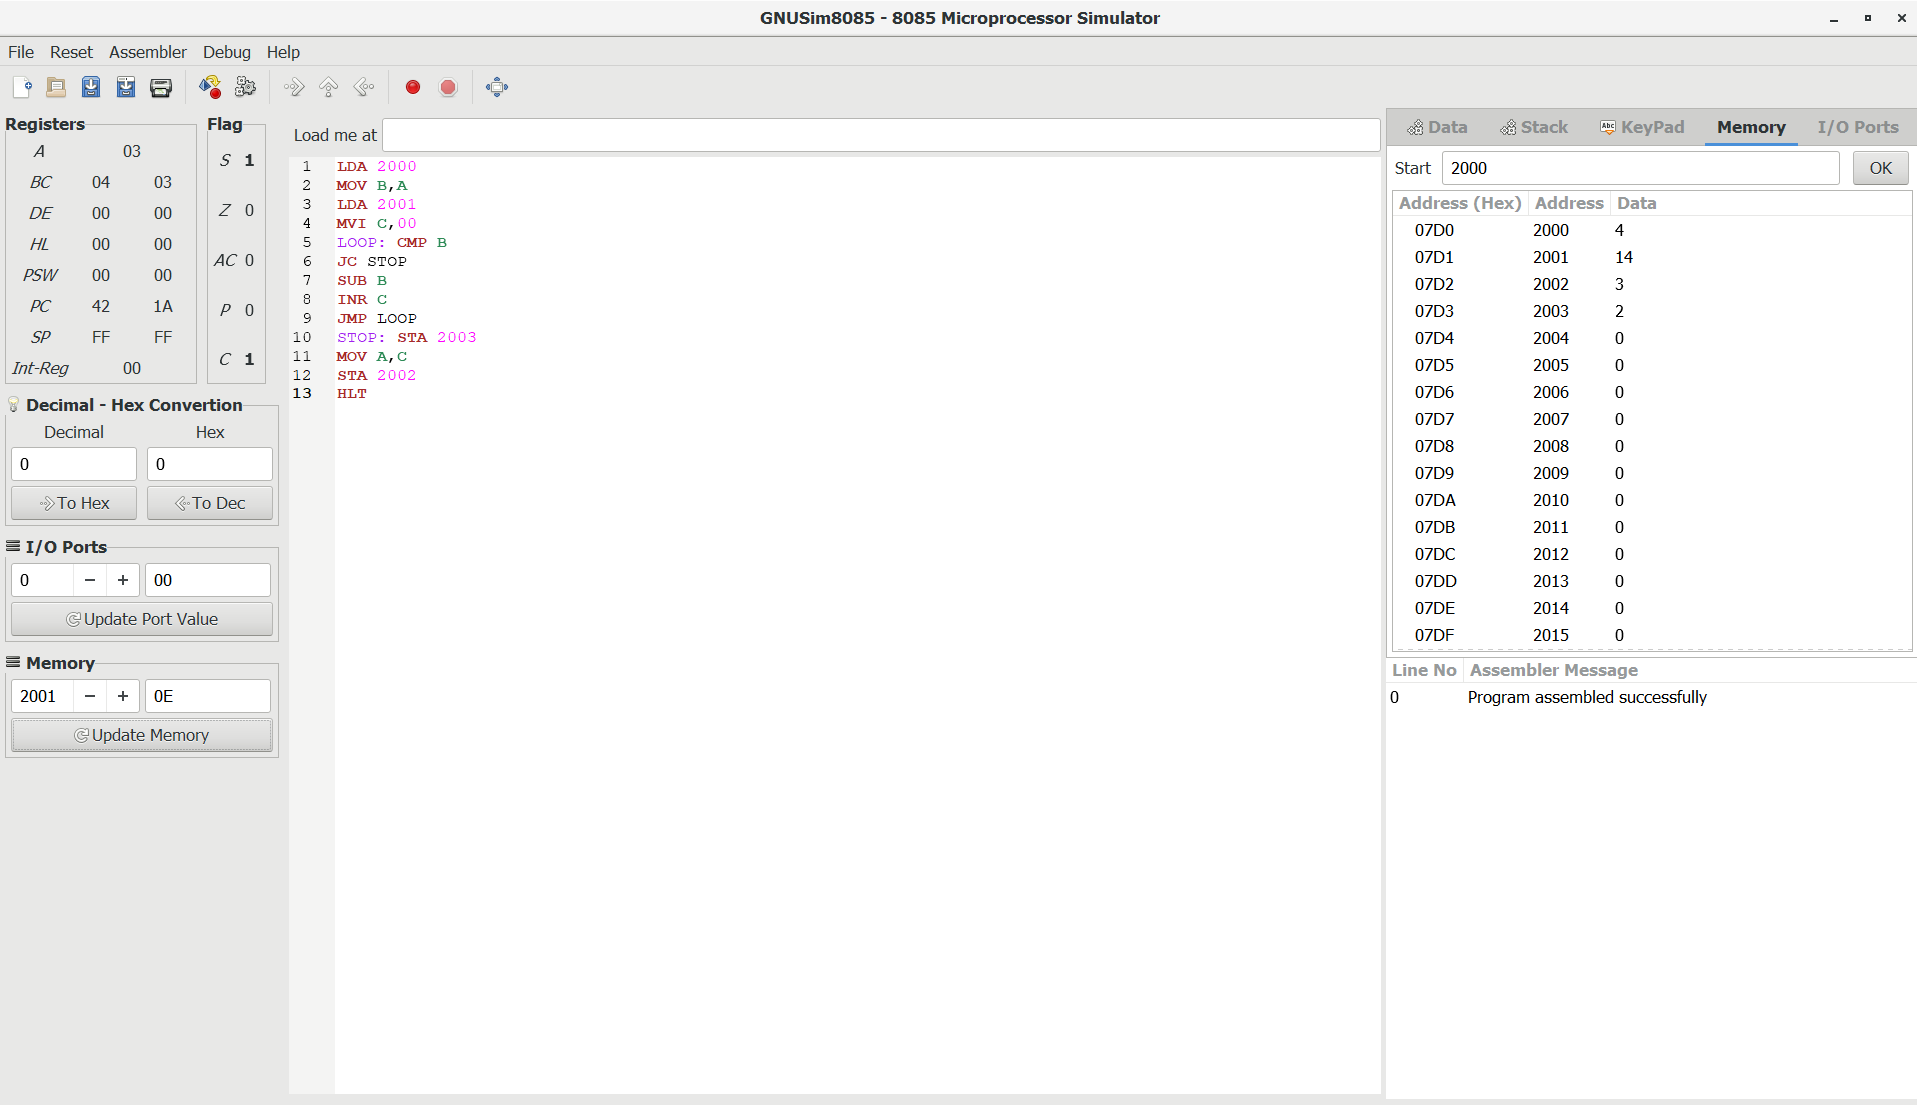 GNUSim8085 - 8085 Microprocessor Simulator
File Reset Assembler Debug Help
Registers
A 03
BC 04 03
DE 00 00
HL 00 00
PSW 00 00
PC 42 1A
SP FF FF
Int-Reg 00
Flag
S 1
Z 0
AC 0
P 0
C 1
Decimal - Hex Convertion
Decimal Hex
0 0
To Hex To Dec
I/O Ports
0 − + 00
Update Port Value
Memory
2001 − + 0E
Update Memory
Load me at
1 LDA 2000
2 MOV B,A
3 LDA 2001
4 MVI C,00
5 LOOP: CMP B
6 JC STOP
7 SUB B
8 INR C
9 JMP LOOP
10 STOP: STA 2003
11 MOV A,C
12 STA 2002
13 HLT
Data Stack Abc KeyPad Memory I/O Ports
Start 2000 OK
Address (Hex) Address Data
07D0 2000 4
07D1 2001 14
07D2 2002 3
07D3 2003 2
07D4 2004 0
07D5 2005 0
07D6 2006 0
07D7 2007 0
07D8 2008 0
07D9 2009 0
07DA 2010 0
07DB 2011 0
07DC 2012 0
07DD 2013 0
07DE 2014 0
07DF 2015 0
Line No Assembler Message
0 Program assembled successfully